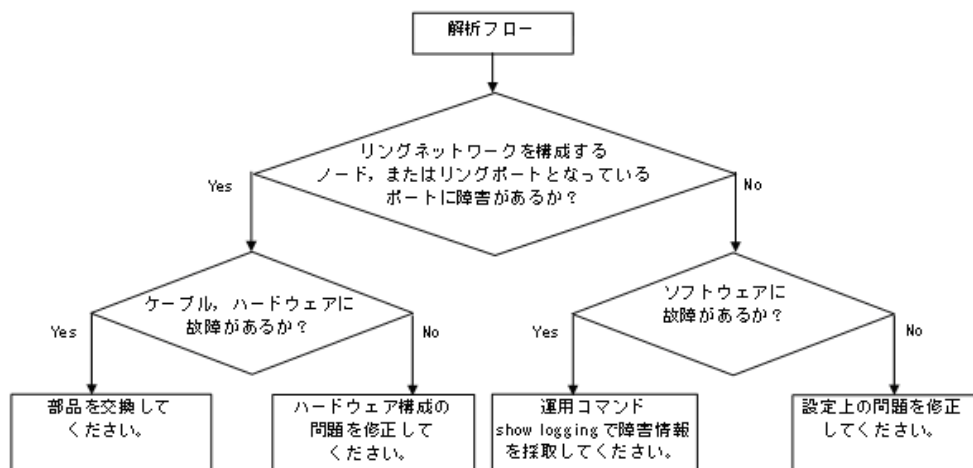 解析フロー
リングネットワークを構成する
ノード，またはリングポートとなっている
ポートに障害があるか？
Yes
No
ケーブル，ハードウェアに
故障があるか？
Yes
No
ソフトウェアに
故障があるか？
Yes
No
部品を交換して
ください。
ハードウェア構成の
問題を修正して
ください。
運用コマンド
show loggingで障害情報
を採取してください。
設定上の問題を修正
してください。